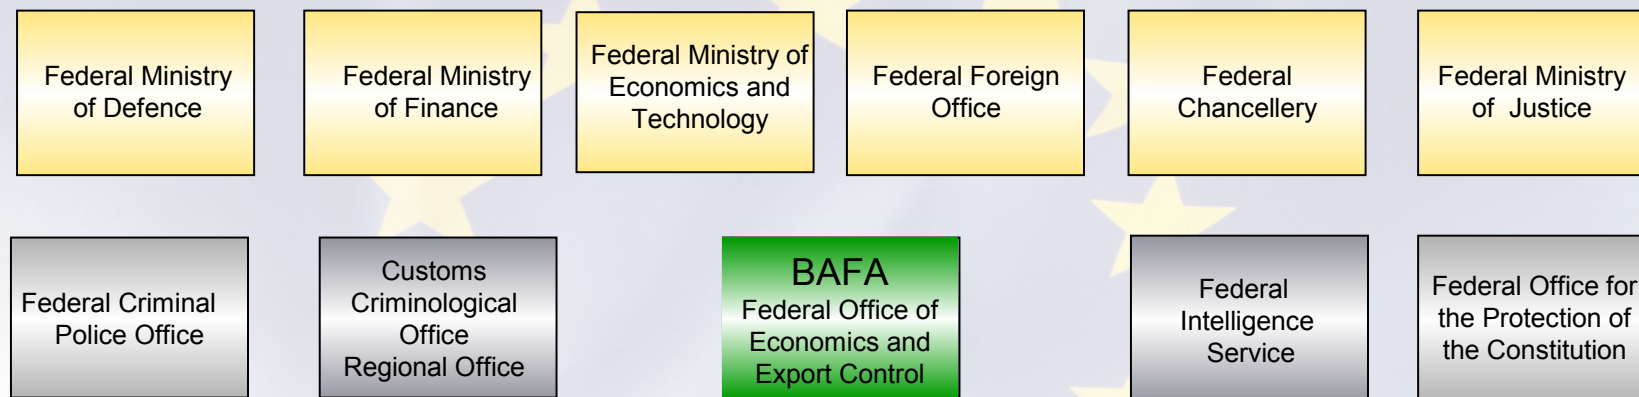 Federal Ministry
of Defence
Federal Ministry
of Finance
Federal Ministry of
Economics and
Technology
Federal Foreign
Office
Federal
Chancellery
Federal Ministry
of Justice
Federal Criminal
Police Office
Customs
Criminological
Office
Regional Office
BAFA
Federal Office of
Economics and
Export Control
Federal
Intelligence
Service
Federal Office for
the Protection of
the Constitution